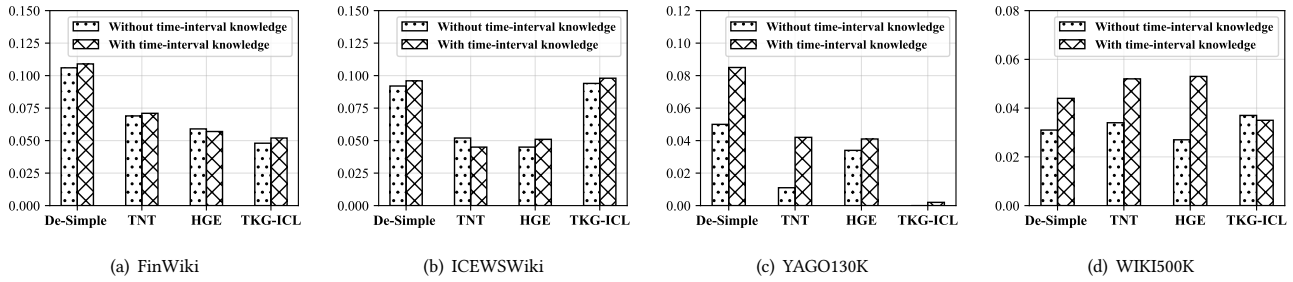 0.150
0.125
0.100
0.075
0.050
0.025
0.000
Without time-interval knowledge
With time-interval knowledge
De-Simple TNT HGE TKG-ICL
(a) FinWiki
0.150
0.125
0.100
0.075
0.050
0.025
0.000
Without time-interval knowledge
With time-interval knowledge
De-Simple TNT HGE TKG-ICL
(b) ICEWSWiki
0.12
0.10
0.08
0.06
0.04
0.02
0.00
Without time-interval knowledge
With time-interval knowledge
De-Simple TNT HGE TKG-ICL
(c) YAGO130K
0.08
0.06
0.04
0.02
0.00
Without time-interval knowledge
With time-interval knowledge
De-Simple TNT HGE TKG-ICL
(d) WIKI500K